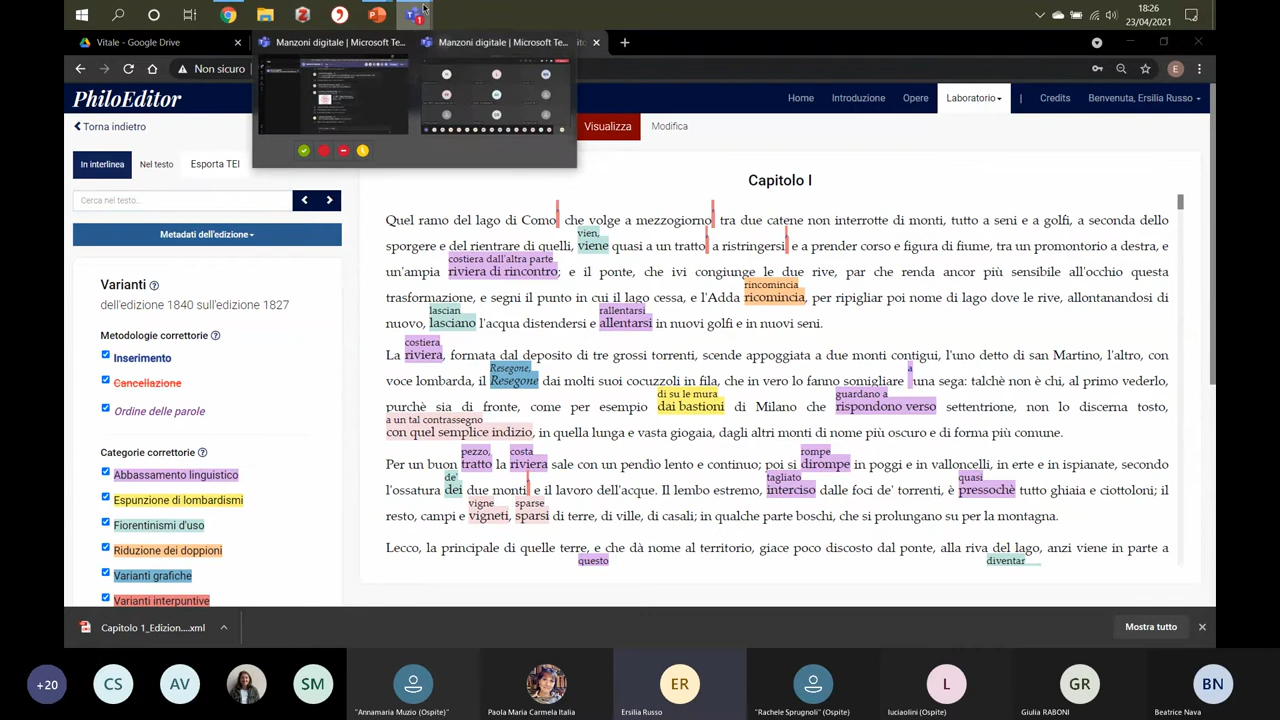 18:26
23/04/2021
Vitale - Google Drive
Manzoni digitale | Microsoft Te...
Manzoni digitale | Microsoft Te...
Non sicuro
PhiloEditor
Home
Introduzione
Opere
Laboratorio
Credits
Benvenuta, Ersilia Russo
Torna indietro
Visualizza
Modifica
In interlinea
Nel testo
Esporta TEI
Cerca nel testo...
Metadati dell'edizione
Varianti
dell'edizione 1840 sull'edizione 1827
Metodologie correttorie
Inserimento
Cancellazione
Ordine delle parole
Categorie correttorie
Abbassamento linguistico
Espunzione di lombardismi
Fiorentinismi d'uso
Riduzione dei doppioni
Varianti grafiche
Varianti interpuntive
Capitolo I
Quel ramo del lago di Como che volge a mezzogiorno tra due catene non interrotte di monti, tutto a seni e a golfi, a seconda dello
vien,
sporgere e del rientrare di quelli, viene quasi a un tratto a ristringersi e a prender corso e figura di fiume, tra un promontorio a destra, e
costiera dall'altra parte
un'ampia riviera di rincontro; e il ponte, che ivi congiunge le due rive, par che renda ancor più sensibile all'occhio questa
rincomincia
trasformazione, e segni il punto in cui il lago cessa, e l'Adda ricomincia, per ripigliar poi nome di lago dove le rive, allontanandosi di
lascian rallentarsi
nuovo, lasciano l'acqua distendersi e allentarsi in nuovi golfi e in nuovi seni.
costiera
La riviera, formata dal deposito di tre grossi torrenti, scende appoggiata a due monti contigui, l'uno detto di san Martino, l'altro, con
Resegone, a
voce lombarda, il Resegone dai molti suoi cocuzzoli in fila, che in vero lo fanno somigliare una sega: talchè non è chi, al primo vederlo,
di su le mura guardano a
purchè sia di fronte, come per esempio dai bastioni di Milano che rispondono verso settentrione, non lo discerna tosto,
a un tal contrassegno
con quel semplice indizio, in quella lunga e vasta giogaia, dagli altri monti di nome più oscuro e di forma più comune.
pezzo, costa rompe
Per un buon tratto la riviera sale con un pendìo lento e continuo; poi si dirompe in poggi e in valloncelli, in erte e in ispianate, secondo
de' tagliato quasi
l'ossatura dei due monti e il lavoro dell'acque. Il lembo estremo, interciso dalle foci de' torrenti, è pressochè tutto ghiaia e ciottoloni; il
vigne sparse
resto, campi e vigneti, sparsi di terre, di ville, di casali; in qualche parte boschi, che si prolungano su per la montagna.
Lecco, la principale di quelle terre, e che dà nome al territorio, giace poco discosto dal ponte, alla riva del lago, anzi viene in parte a
questo diventar
Capitolo 1_Edizion....xml
Mostra tutto
+20
CS
AV
SM
ER
L
GR
BN
"Annamaria Muzio (Ospite)"
Paola Maria Carmela Italia
Ersilia Russo
"Rachele Sprugnoli" (Ospite)
luciaolini (Ospite)
Giulia RABONI
Beatrice Nava